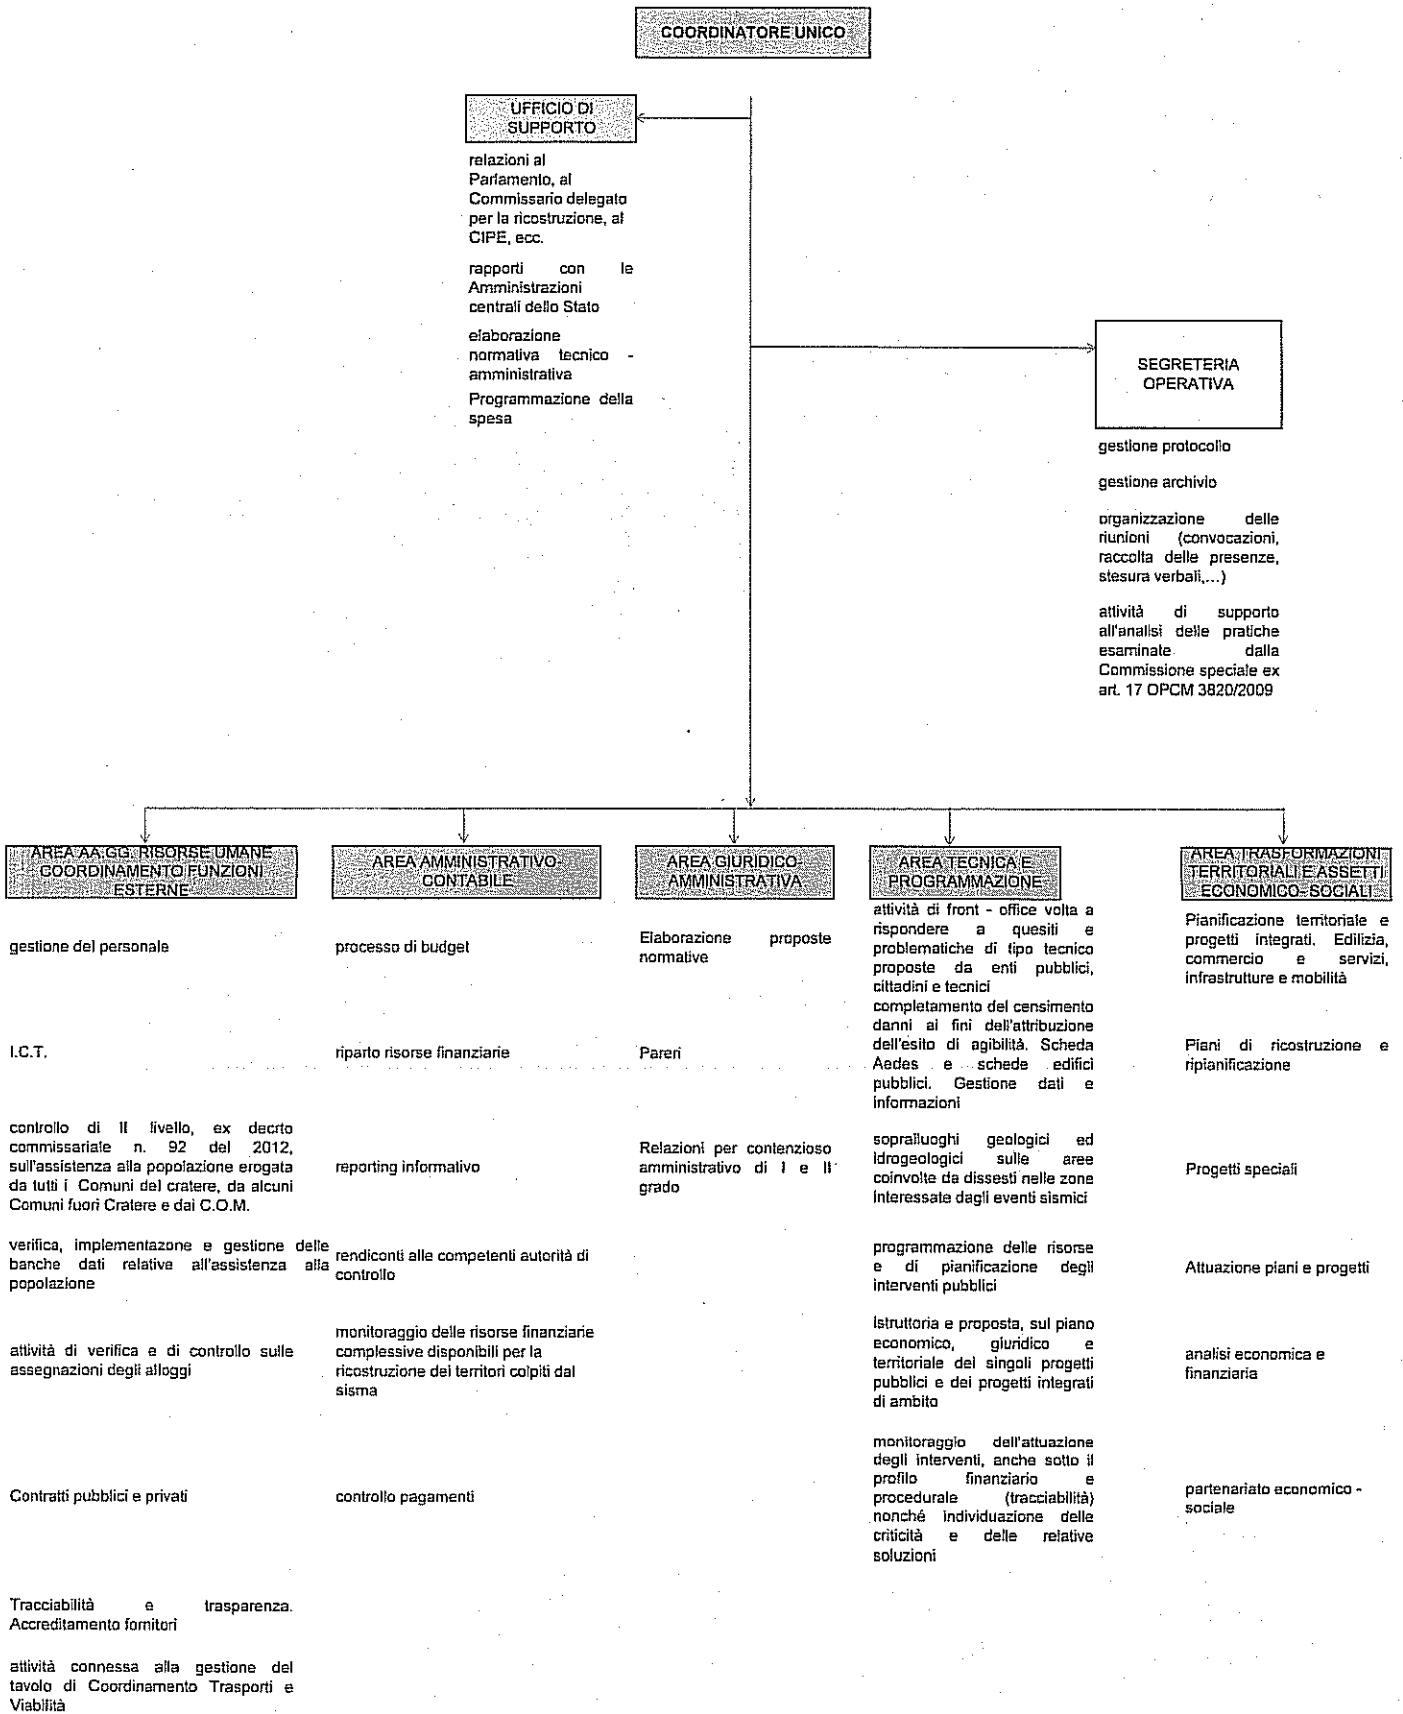 COORDINATORE UNICO
UFFICIO DI
SUPPORTO
relazioni al
Parlamento, al
Commissario delegato
per la ricostruzione, al
CIPE, ecc.
rapporti con le
Amministrazioni
centrali dello Stato
elaborazione
normativa tecnico -
amministrativa
Programmazione della
spesa
SEGRETERIA
OPERATIVA
gestione protocollo
gestione archivio
organizzazione delle
riunioni (convocazioni,
raccolta delle presenze,
stesura verbali,...)
attività di supporto
all'analisi delle pratiche
esaminate dalla
Commissione speciale ex
art. 17 OPCM 3820/2009
AREA AA.GG. RISORSE UMANE
COORDINAMENTO FUNZIONI
ESTERNE
gestione del personale
I.C.T.
controllo di II livello, ex decrto
commissariale n. 92 del 2012,
sull'assistenza alla popolazione erogata
da tutti i Comuni del cratere, da alcuni
Comuni fuori Cratere e dai C.O.M.
verifica, implementazone e gestione delle
banche dati relative all'assistenza alla
popolazione
attività di verifica e di controllo sulle
assegnazioni degli alloggi
Contratti pubblici e privati
Tracciabilità e trasparenza.
Accreditamento fornitori
attività connessa alla gestione del
tavolo di Coordinamento Trasporti e
Viabilità
AREA AMMINISTRATIVO-
CONTABILE
processo di budget
riparto risorse finanziarie
reporting informativo
rendiconti alle competenti autorità di
controllo
monitoraggio delle risorse finanziarie
complessive disponibili per la
ricostruzione dei territori colpiti dal
sisma
controllo pagamenti
AREA GIURIDICO-
AMMINISTRATIVA
Elaborazione proposte
normative
Pareri
Relazioni per contenzioso
amministrativo di I e II
grado
AREA TECNICA E
PROGRAMMAZIONE
attività di front - office volta a
rispondere a quesiti e
problematiche di tipo tecnico
proposte da enti pubblici,
cittadini e tecnici
completamento del censimento
danni ai fini dell'attribuzione
dell'esito di agibilità. Scheda
Aedes e schede edifici
pubblici. Gestione dati e
informazioni
sopralluoghi geologici ed
idrogeologici sulle aree
coinvolte da dissesti nelle zone
interessate dagli eventi sismici
programmazione delle risorse
e di pianificazione degli
interventi pubblici
istruttoria e proposta, sul piano
economico, giuridico e
territoriale dei singoli progetti
pubblici e dei progetti integrati
di ambito
monitoraggio dell'attuazione
degli interventi, anche sotto il
profilo finanziario e
procedurale (tracciabilità)
nonché individuazione delle
criticità e delle relative
soluzioni
AREA TRASFORMAZIONI
TERRITORIALI E ASSETTI
ECONOMICO- SOCIALI
Pianificazione territoriale e
progetti integrati. Edilizia,
commercio e servizi,
infrastrutture e mobilità
Piani di ricostruzione e
ripianificazione
Progetti speciali
Attuazione piani e progetti
analisi economica e
finanziaria
partenariato economico -
sociale